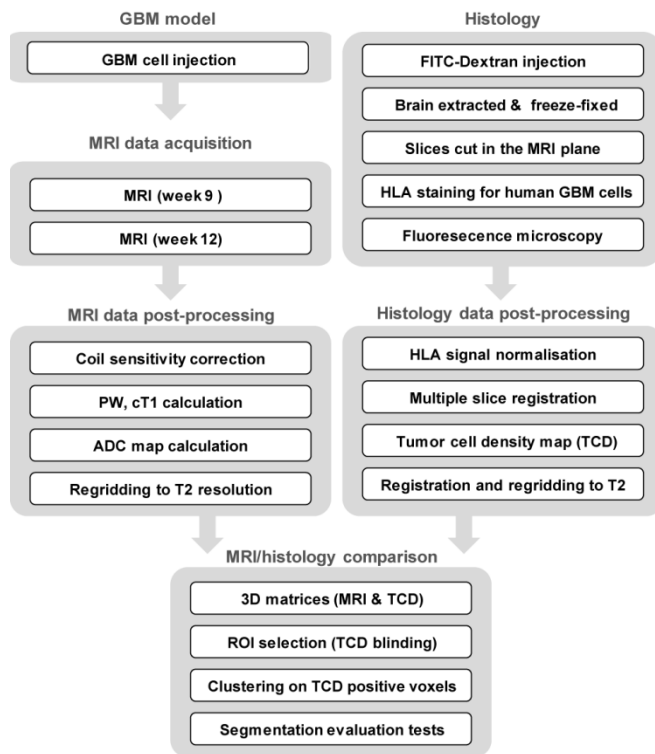 GBM model
GBM cell injection
MRI data acquisition
MRI (week 9 )
MRI (week 12)
MRI data post-processing
Coil sensitivity correction
PW, cT1 calculation
ADC map calculation
Regridding to T2 resolution
Histology
FITC-Dextran injection
Brain extracted & freeze-fixed
Slices cut in the MRI plane
HLA staining for human GBM cells
Fluoresecence microscopy
Histology data post-processing
HLA signal normalisation
Multiple slice registration
Tumor cell density map (TCD)
Registration and regridding to T2
MRI/histology comparison
3D matrices (MRI & TCD)
ROI selection (TCD blinding)
Clustering on TCD positive voxels
Segmentation evaluation tests